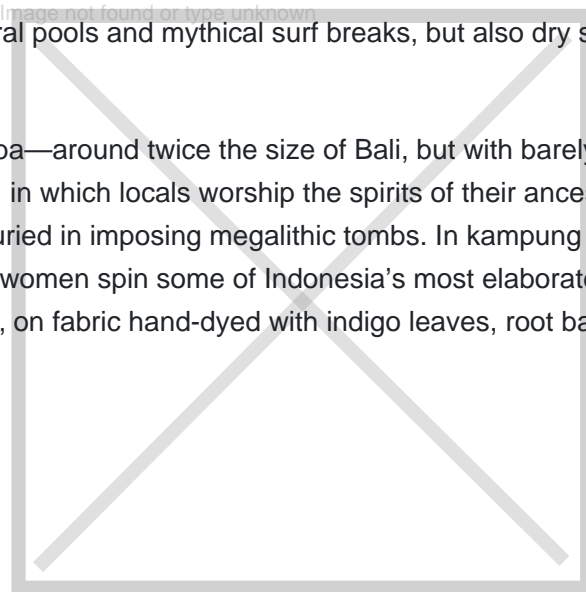 Image not found or type unknown
ral pools and mythical surf breaks, but also dry s
oa—around twice the size of Bali, but with barely
in which locals worship the spirits of their ance
uried in imposing megalithic tombs. In kampung
women spin some of Indonesia's most elaborate
, on fabric hand-dyed with indigo leaves, root ba